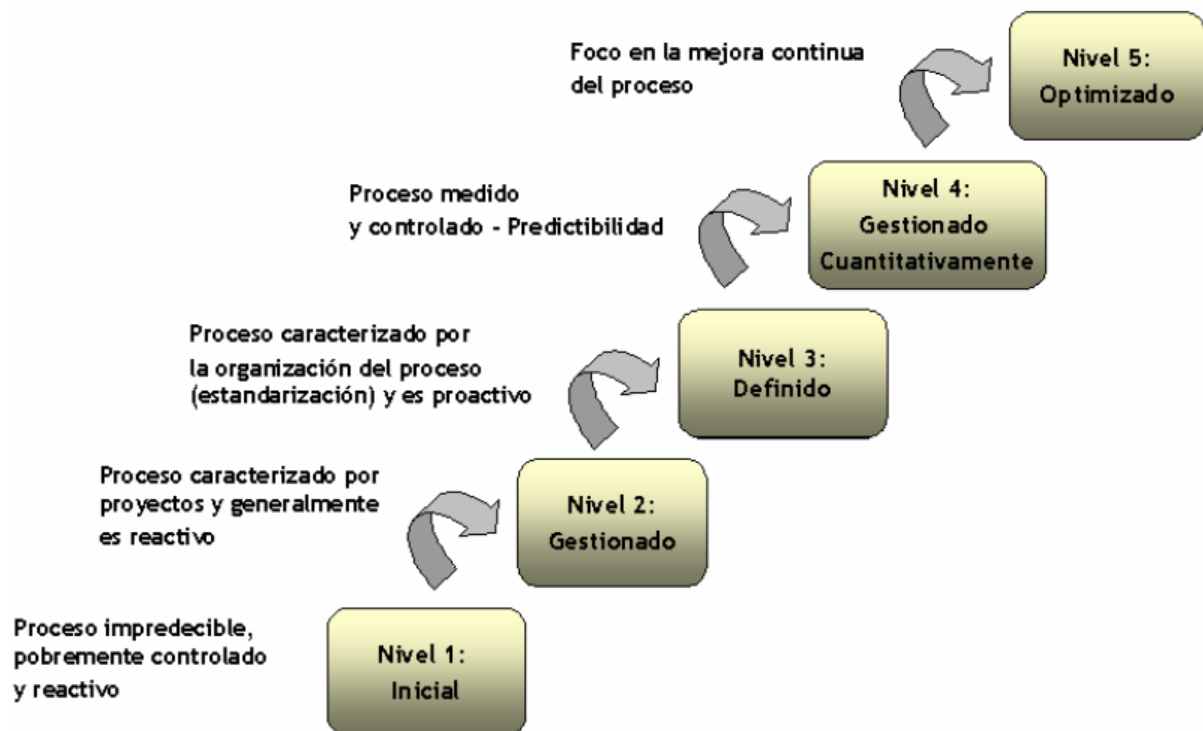 Foco en la mejora continua
del proceso
Nivel 5:
Optimizado
Proceso medido
y controlado - Predictibilidad
Nivel 4:
Gestionado
Cuantitativamente
Proceso caracterizado por
la organización del proceso
(estandarización) y es proactivo
Nivel 3:
Definido
Proceso caracterizado por
proyectos y generalmente
es reactivo
Nivel 2:
Gestionado
Proceso impredecible,
pobremente controlado
y reactivo
Nivel 1:
Inicial